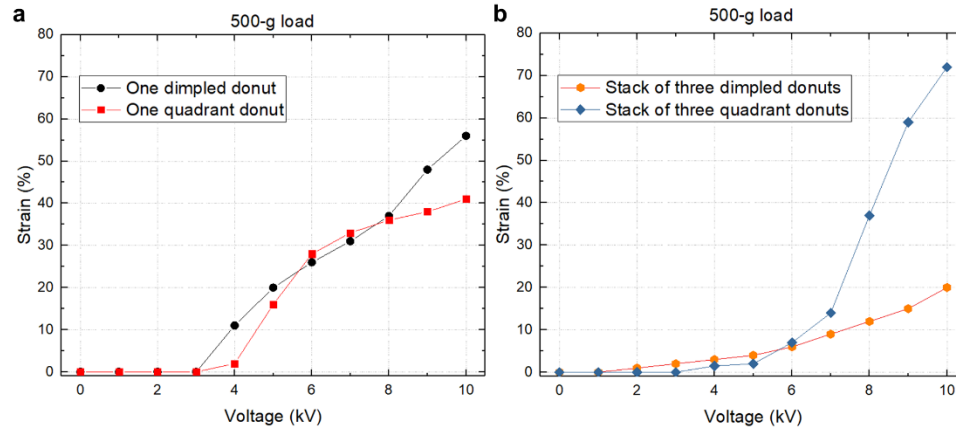 a
500-g load
80
70
60
50
40
30
20
10
0
Strain (%)
One dimpled donut
One quadrant donut
0 2 4 6 8 10
Voltage (kV)
b
500-g load
80
70
60
50
40
30
20
10
0
Strain (%)
Stack of three dimpled donuts
Stack of three quadrant donuts
0 2 4 6 8 10
Voltage (kV)